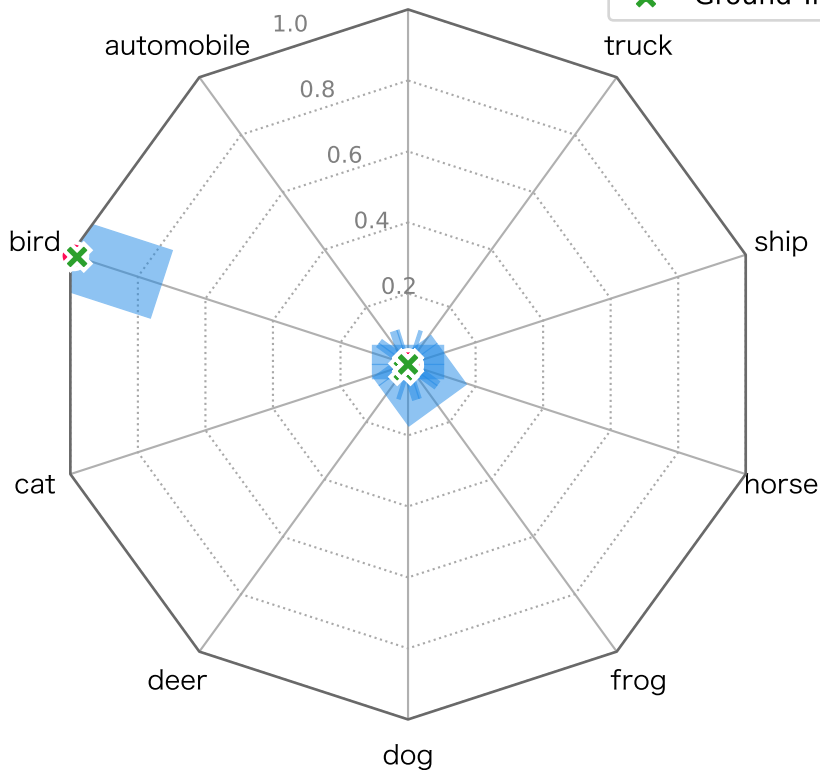 1.0
Ground-
automobile
truck
0.8
0.6
0.4
bird
ship
0.2
cat
horse
deer
frog
dog